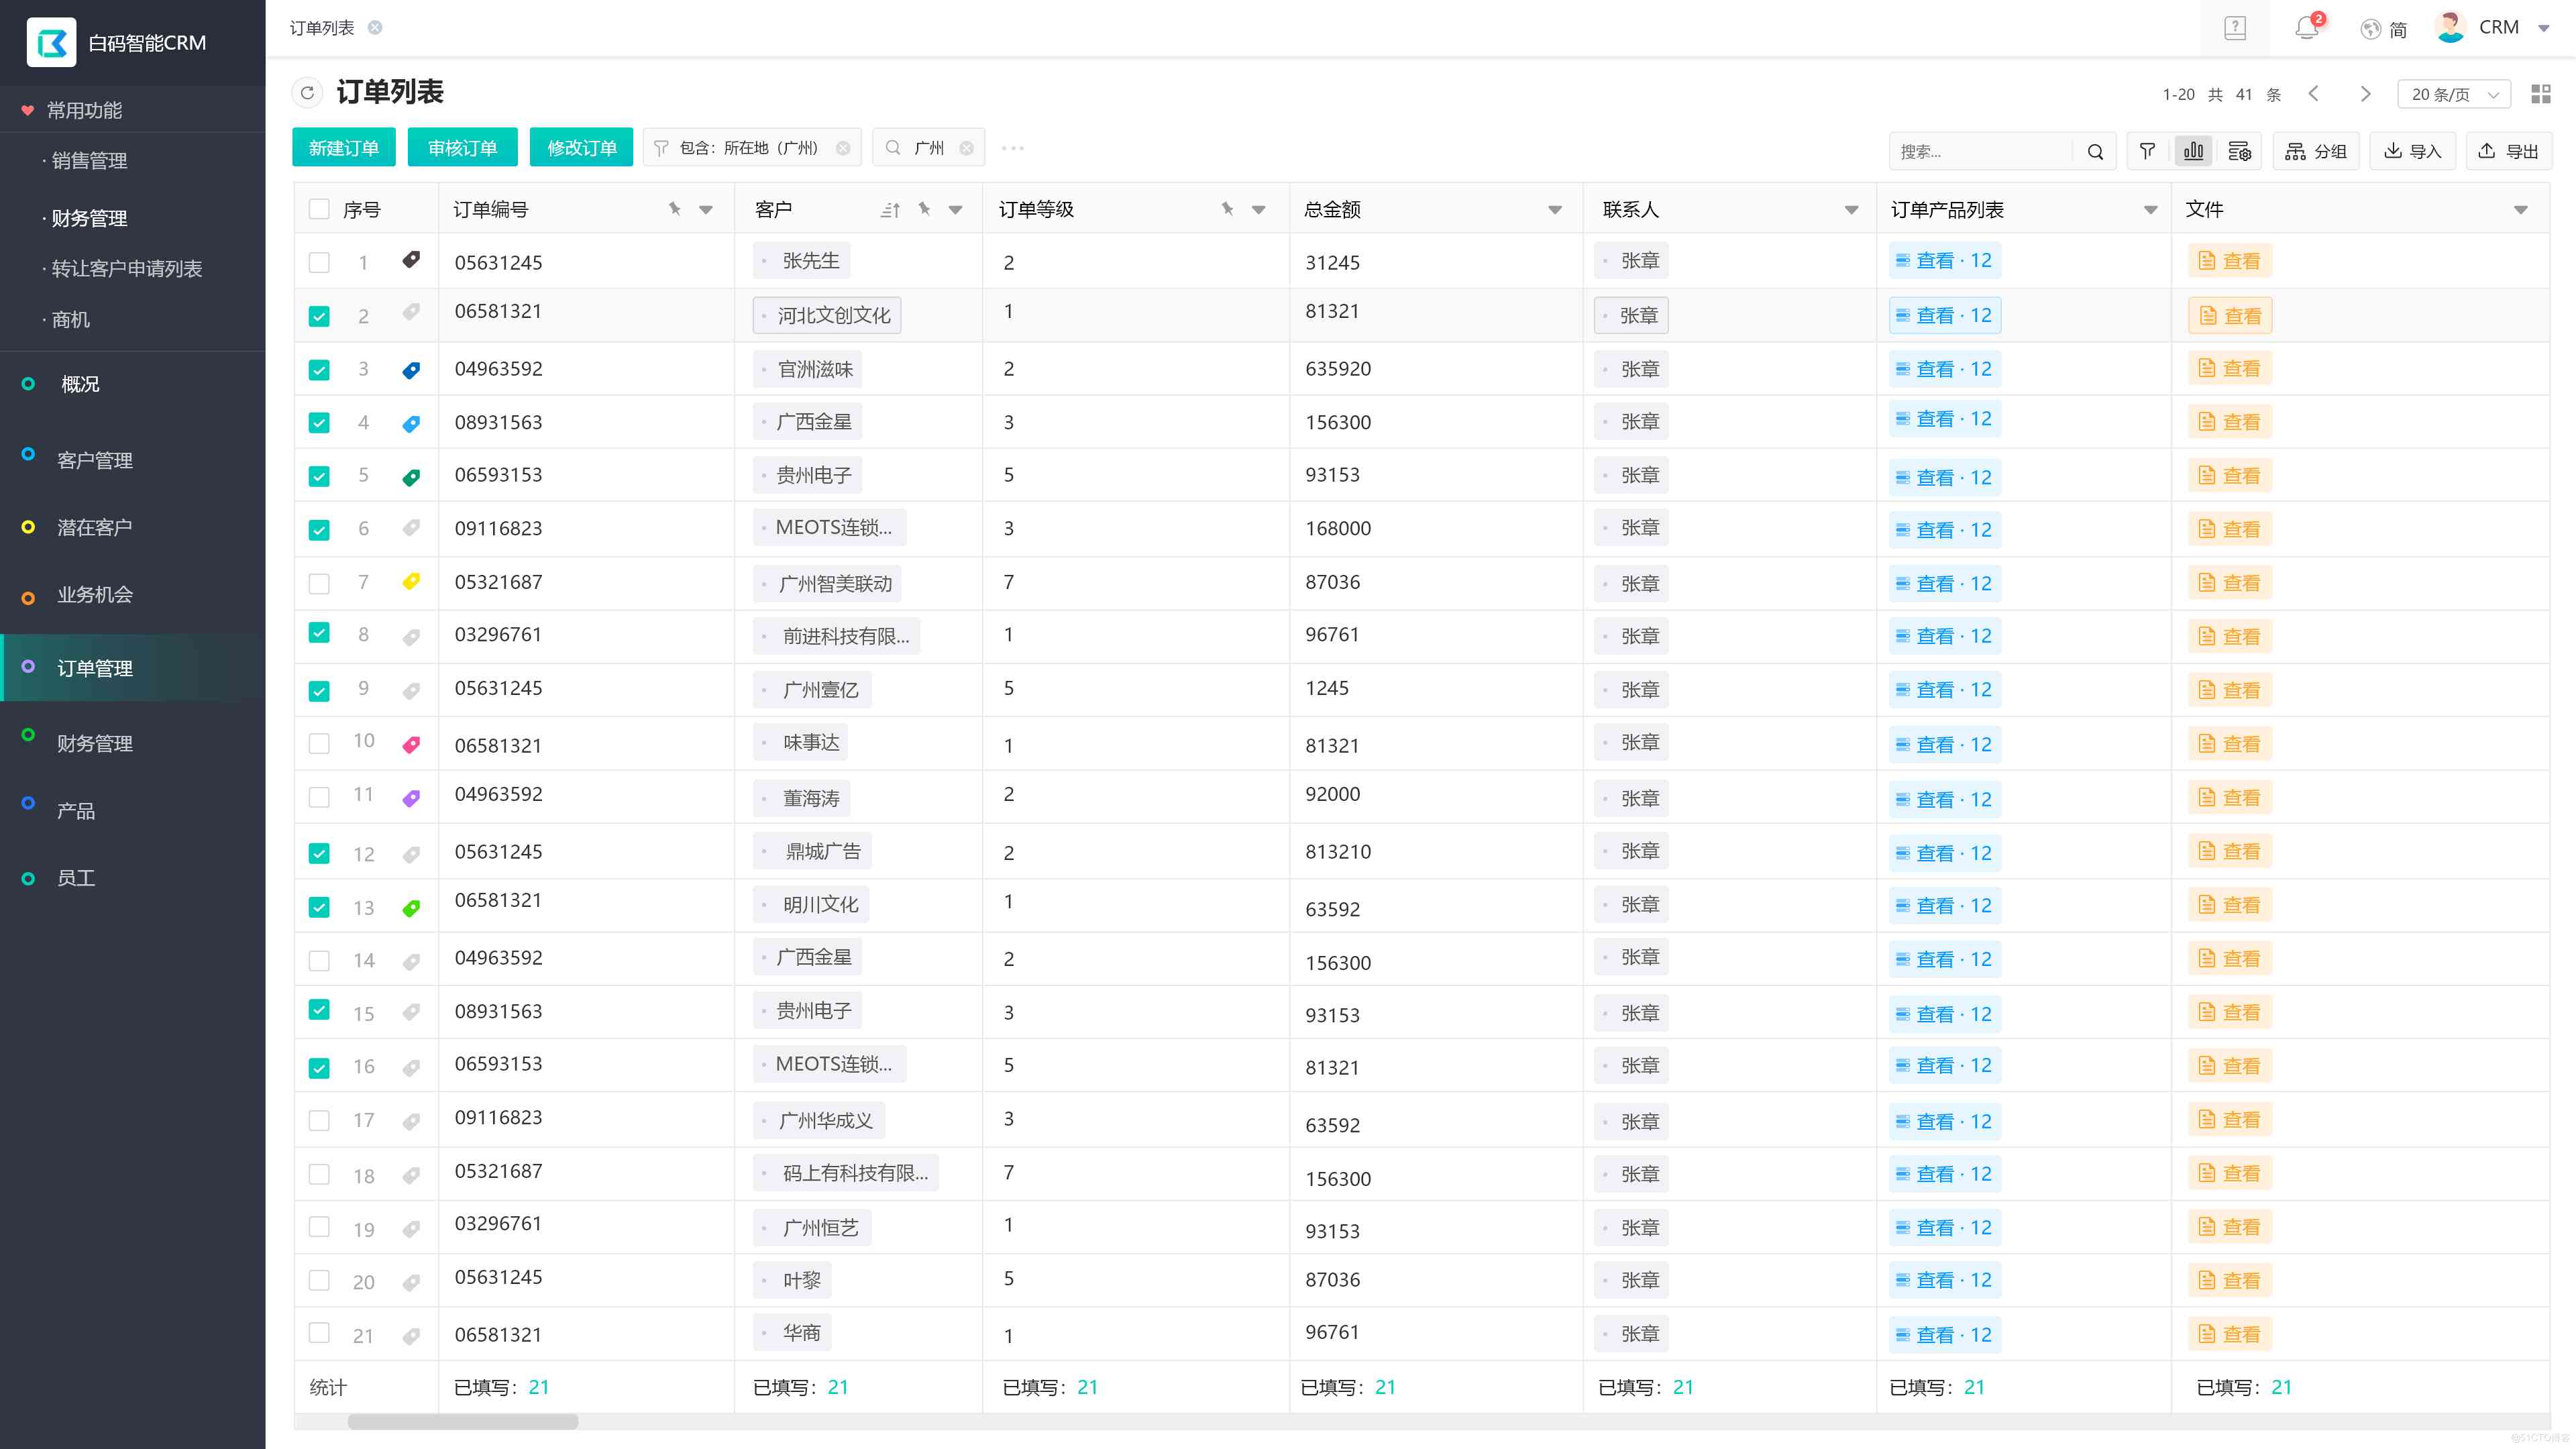 白码智能CRM
订单列表
2
简
CRM
常用功能
· 销售管理
· 财务管理
· 转让客户申请列表
· 商机
概况
客户管理
潜在客户
业务机会
订单管理
财务管理
产品
员工
订单列表
1-20 共 41 条
20 条/页
新建订单 审核订单 修改订单 包含：所在地（广州） 广州
搜索... 分组 导入 导出
序号 订单编号 客户 订单等级 总金额 联系人 订单产品列表 文件
1 05631245 张先生 2 31245 张章 查看 · 12 查看
2 06581321 河北文创文化 1 81321 张章 查看 · 12 查看
3 04963592 官洲滋味 2 635920 张章 查看 · 12 查看
4 08931563 广西金星 3 156300 张章 查看 · 12 查看
5 06593153 贵州电子 5 93153 张章 查看 · 12 查看
6 09116823 MEOTS连锁... 3 168000 张章 查看 · 12 查看
7 05321687 广州智美联动 7 87036 张章 查看 · 12 查看
8 03296761 前进科技有限... 1 96761 张章 查看 · 12 查看
9 05631245 广州壹亿 5 1245 张章 查看 · 12 查看
10 06581321 味事达 1 81321 张章 查看 · 12 查看
11 04963592 董海涛 2 92000 张章 查看 · 12 查看
12 05631245 鼎城广告 2 813210 张章 查看 · 12 查看
13 06581321 明川文化 1 63592 张章 查看 · 12 查看
14 04963592 广西金星 2 156300 张章 查看 · 12 查看
15 08931563 贵州电子 3 93153 张章 查看 · 12 查看
16 06593153 MEOTS连锁... 5 81321 张章 查看 · 12 查看
17 09116823 广州华成义 3 63592 张章 查看 · 12 查看
18 05321687 码上有科技有限... 7 156300 张章 查看 · 12 查看
19 03296761 广州恒艺 1 93153 张章 查看 · 12 查看
20 05631245 叶黎 5 87036 张章 查看 · 12 查看
21 06581321 华商 1 96761 张章 查看 · 12 查看
统计 已填写：21 已填写：21 已填写：21 已填写：21 已填写：21 已填写：21 已填写：21
@51CTO博客